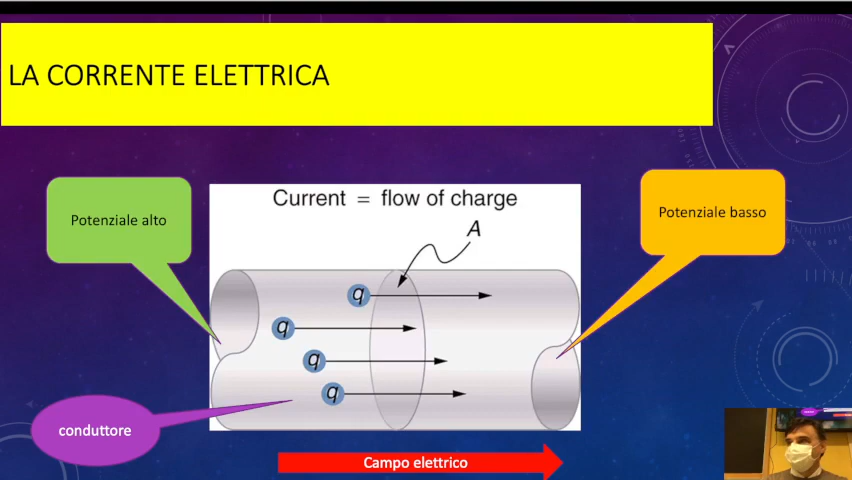 LA CORRENTE ELETTRICA
Potenziale alto
Potenziale basso
Current = flow of charge
A
q
q
q
q
conduttore
Campo elettrico